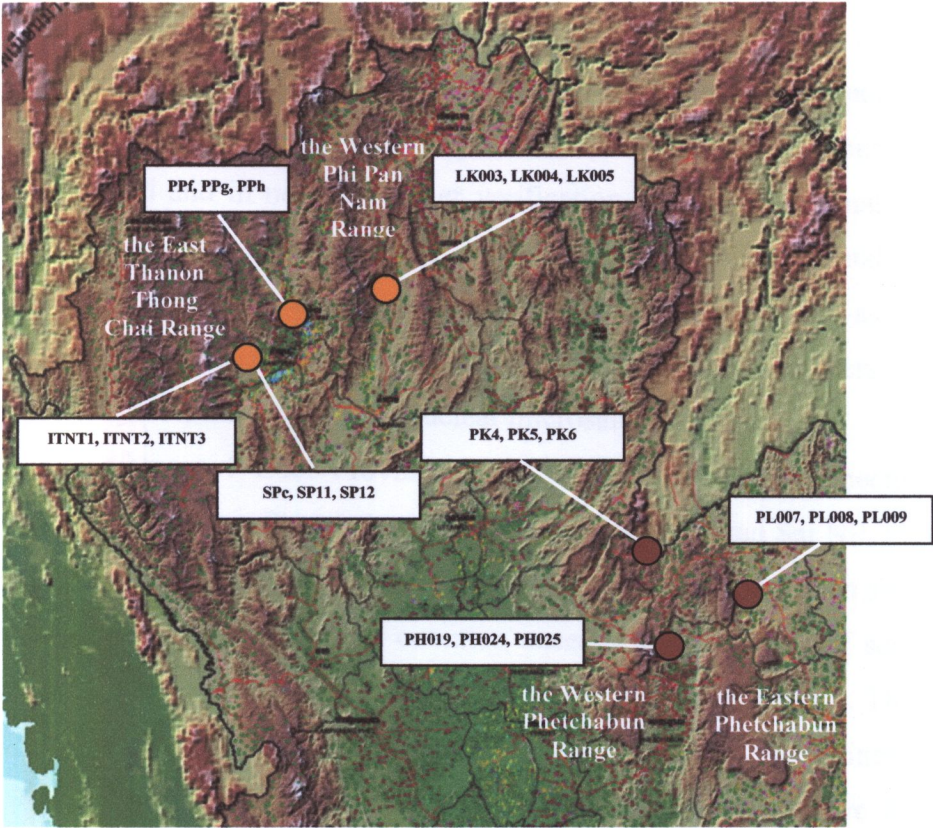 the Western
Phi Pan
Nam
Range
PPf, PPg, PPh
LK003, LK004, LK005
the East
Thanon
Thong
Chai Range
ITNT1, ITNT2, ITNT3
PK4, PK5, PK6
SPc, SP11, SP12
PL007, PL008, PL009
PH019, PH024, PH025
the Western
Phetchabun
Range
the Eastern
Phetchabun
Range